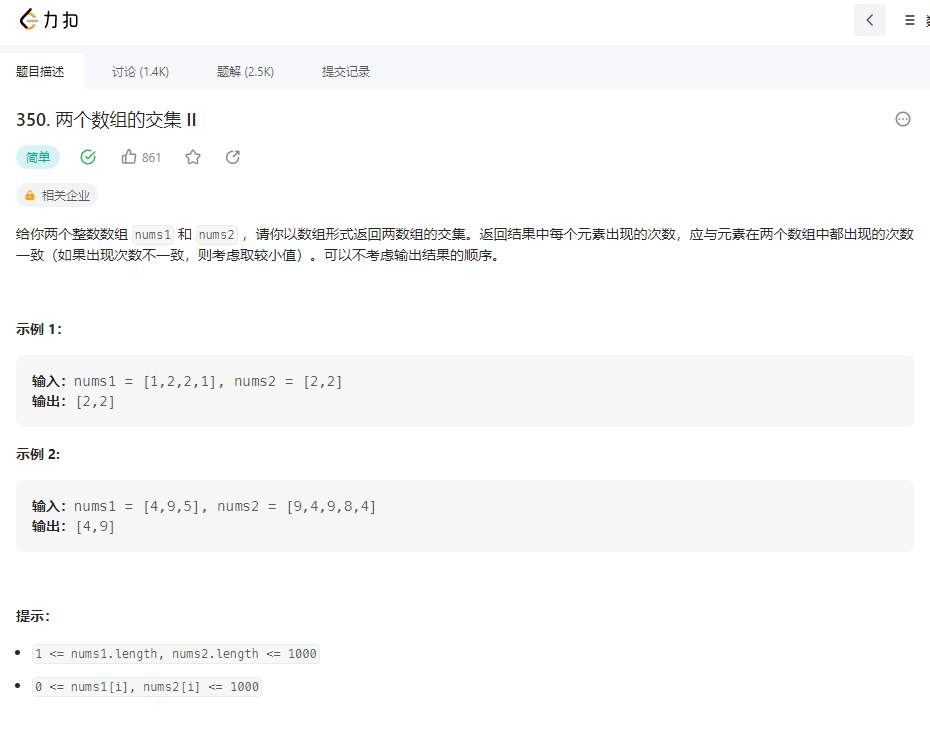 力扣
题目描述 讨论 (1.4K) 题解 (2.5K) 提交记录
350. 两个数组的交集 II
简单 861
相关企业
给你两个整数数组 nums1 和 nums2 ，请你以数组形式返回两数组的交集。返回结果中每个元素出现的次数，应与元素在两个数组中都出现的次数
一致（如果出现次数不一致，则考虑取较小值）。可以不考虑输出结果的顺序。
示例 1：
输入：nums1 = [1,2,2,1], nums2 = [2,2]
输出：[2,2]
示例 2:
输入：nums1 = [4,9,5], nums2 = [9,4,9,8,4]
输出：[4,9]
提示：
1 <= nums1.length, nums2.length <= 1000
0 <= nums1[i], nums2[i] <= 1000